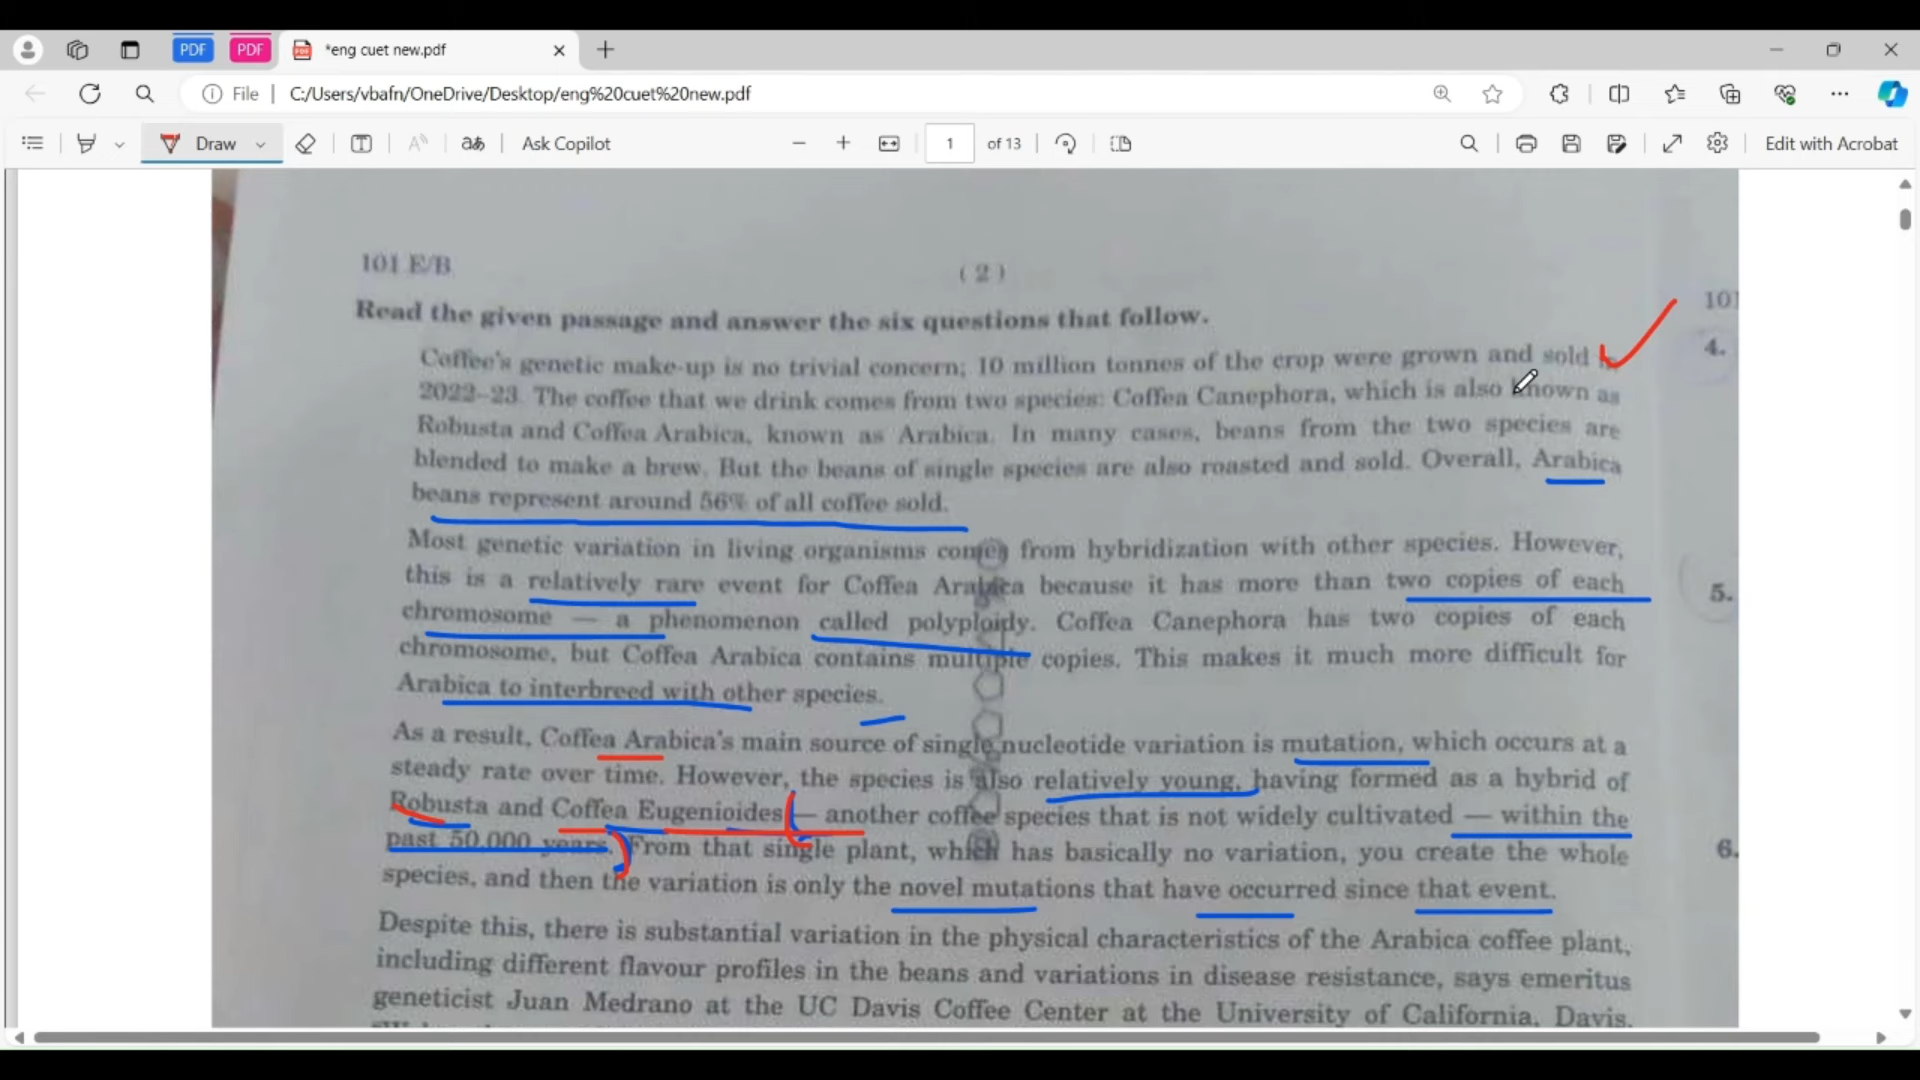 PDF
PDF
*eng cuet new.pdf
File
C:/Users/vbafn/OneDrive/Desktop/eng%20cuet%20new.pdf
Draw
aあ
Ask Copilot
1
of 13
Edit with Acrobat
101 E/B
( 2 )
101
Read the given passage and answer the six questions that follow.
4.
Coffee's genetic make-up is no trivial concern; 10 million tonnes of the crop were grown and sold
2022–23. The coffee that we drink comes from two species: Coffea Canephora, which is also known as
Robusta and Coffea Arabica, known as Arabica. In many cases, beans from the two species are
blended to make a brew. But the beans of single species are also roasted and sold. Overall, Arabica
beans represent around 56% of all coffee sold.
Most genetic variation in living organisms comes from hybridization with other species. However,
this is a relatively rare event for Coffea Arabica because it has more than two copies of each
5.
chromosome — a phenomenon called polyploidy. Coffea Canephora has two copies of each
chromosome, but Coffea Arabica contains multiple copies. This makes it much more difficult for
Arabica to interbreed with other species.
As a result, Coffea Arabica's main source of single nucleotide variation is mutation, which occurs at a
steady rate over time. However, the species is also relatively young, having formed as a hybrid of
Robusta and Coffea Eugenioides — another coffee species that is not widely cultivated — within the
past 50,000 years. From that single plant, which has basically no variation, you create the whole
6.
species, and then the variation is only the novel mutations that have occurred since that event.
Despite this, there is substantial variation in the physical characteristics of the Arabica coffee plant,
including different flavour profiles in the beans and variations in disease resistance, says emeritus
geneticist Juan Medrano at the UC Davis Coffee Center at the University of California, Davis.